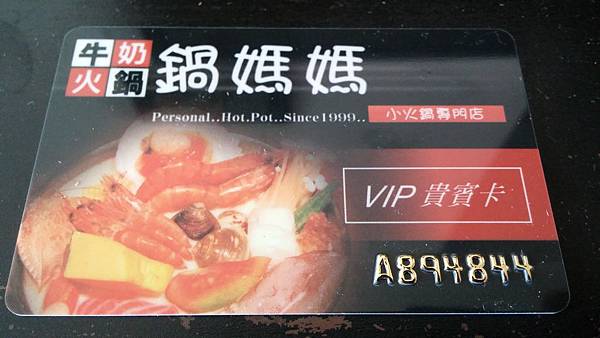 牛奶
火鍋
鍋媽媽
Personal..Hot.Pot..Since1999..
小火鍋專門店
VIP 貴賓卡
A894844